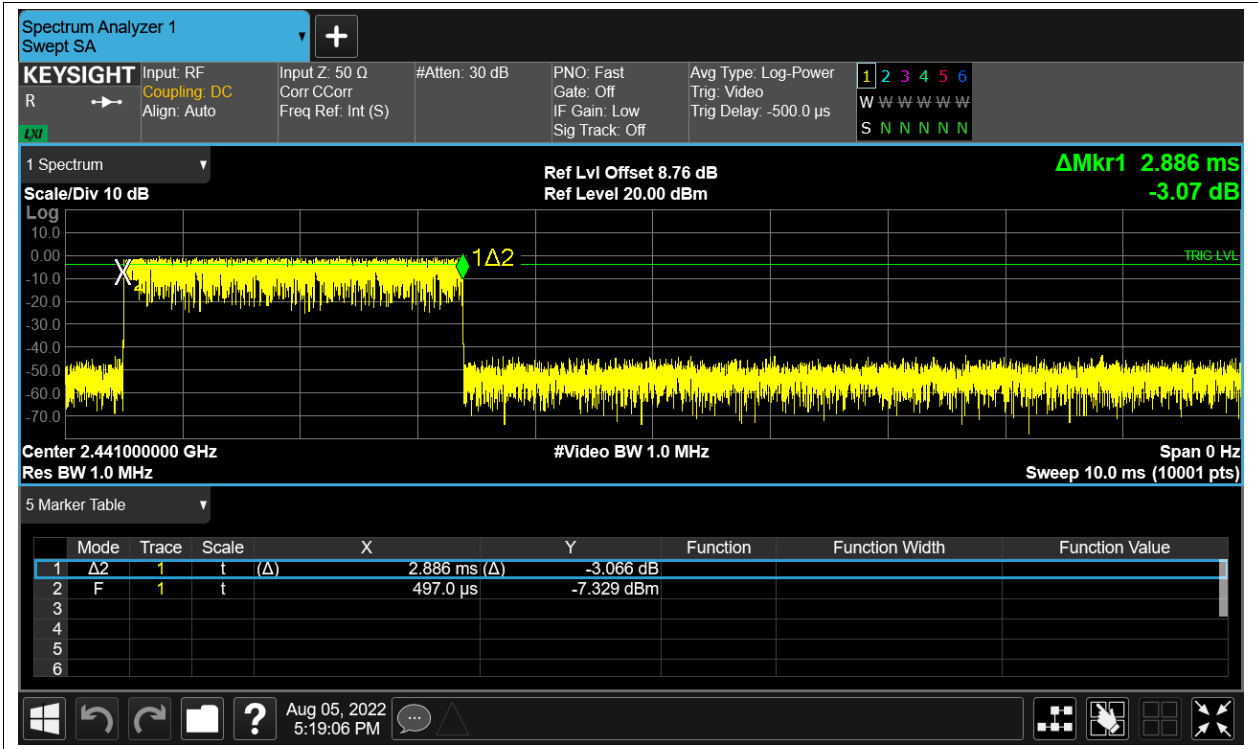 Spectrum Analyzer 1
Swept SA
KEYSIGHT
R
LXI
Input: RF
Coupling: DC
Align: Auto
Input Z: 50 Ω
Corr CCorr
Freq Ref: Int (S)
#Atten: 30 dB
PNO: Fast
Gate: Off
IF Gain: Low
Sig Track: Off
Avg Type: Log-Power
Trig: Video
Trig Delay: -500.0 µs
1 2 3 4 5 6
W W W W W W
S N N N N N
1 Spectrum
Scale/Div 10 dB
Ref Lvl Offset 8.76 dB
Ref Level 20.00 dBm
ΔMkr1 2.886 ms
-3.07 dB
Log
10.0
0.00
-10.0
-20.0
-30.0
-40.0
-50.0
-60.0
-70.0
X
2
1Δ2
TRIG LVL
Center 2.441000000 GHz
Res BW 1.0 MHz
#Video BW 1.0 MHz
Span 0 Hz
Sweep 10.0 ms (10001 pts)
5 Marker Table
Mode Trace Scale X Y Function Function Width Function Value
1 Δ2 1 t (Δ) 2.886 ms (Δ) -3.066 dB
2 F 1 t 497.0 µs -7.329 dBm
3
4
5
6
?
Aug 05, 2022
5:19:06 PM